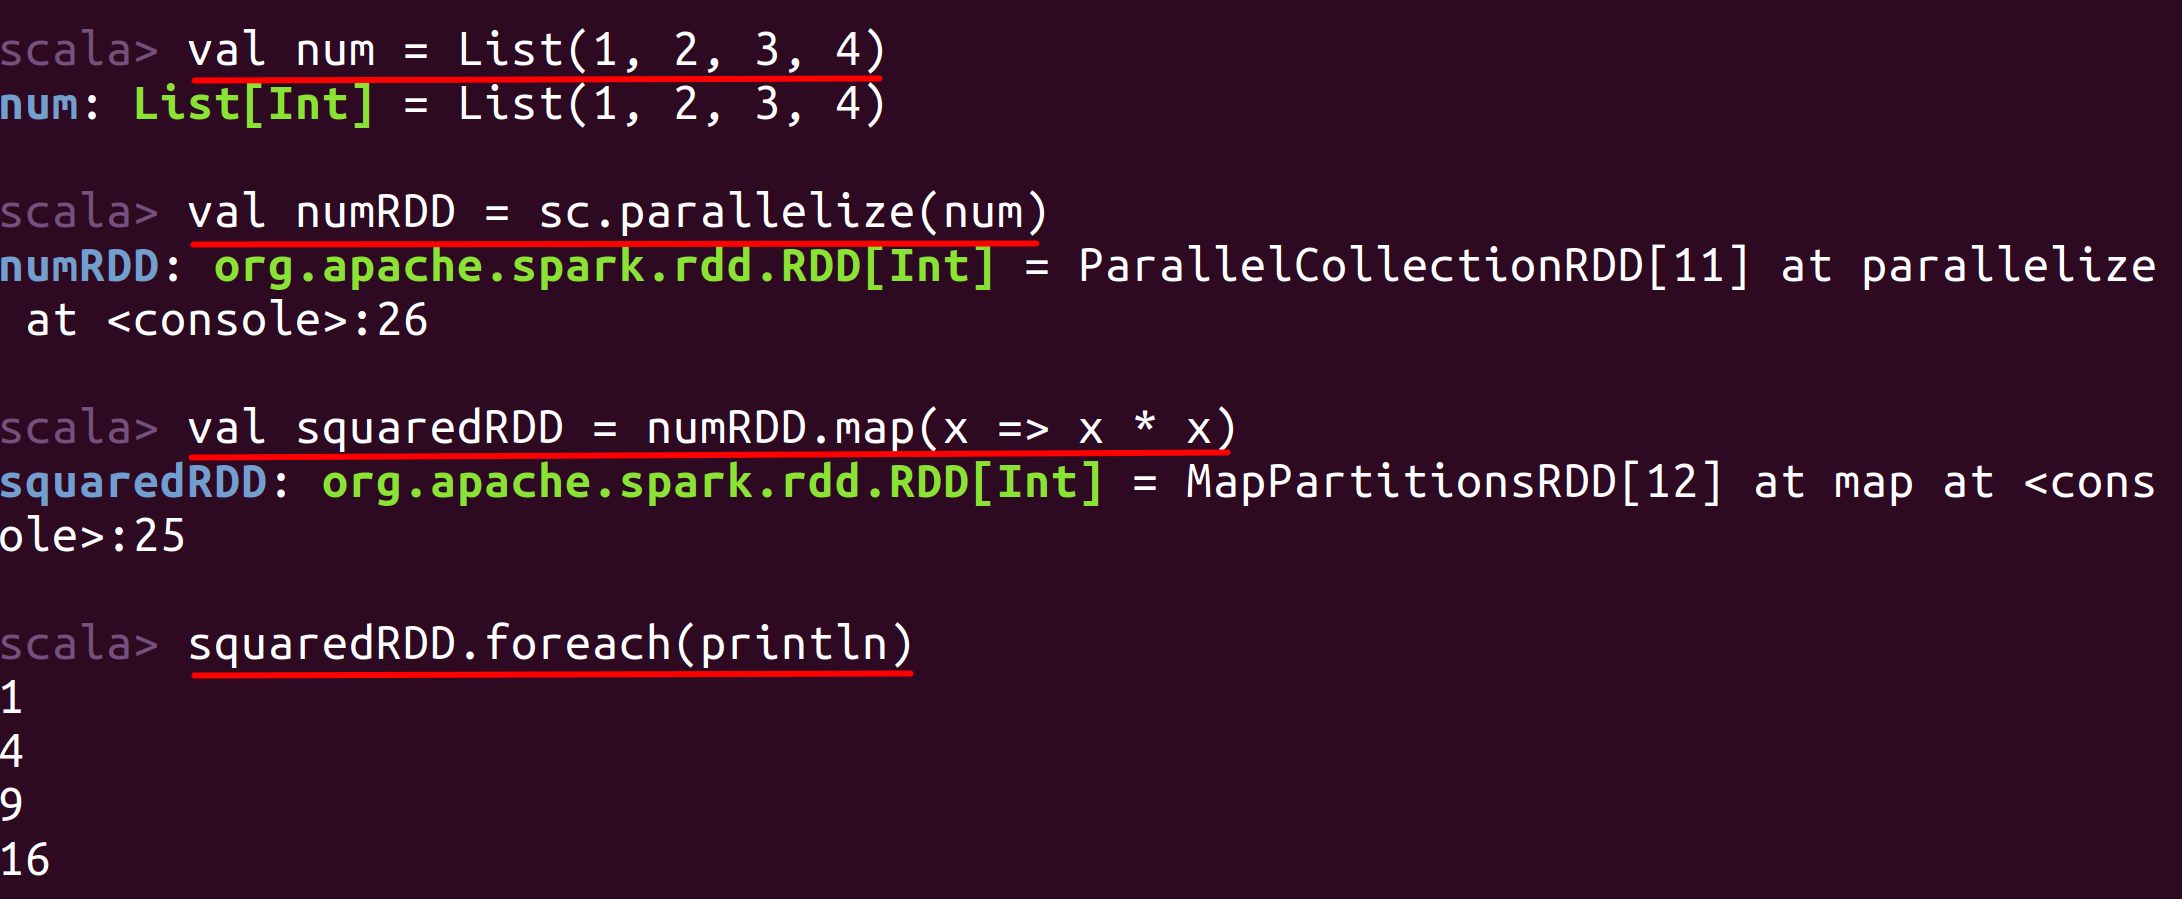 scala> val num = List(1, 2, 3, 4)
num: List[Int] = List(1, 2, 3, 4)
scala> val numRDD = sc.parallelize(num)
numRDD: org.apache.spark.rdd.RDD[Int] = ParallelCollectionRDD[11] at parallelize
 at <console>:26
scala> val squaredRDD = numRDD.map(x => x * x)
squaredRDD: org.apache.spark.rdd.RDD[Int] = MapPartitionsRDD[12] at map at <cons
ole>:25
scala> squaredRDD.foreach(println)
1
4
9
16